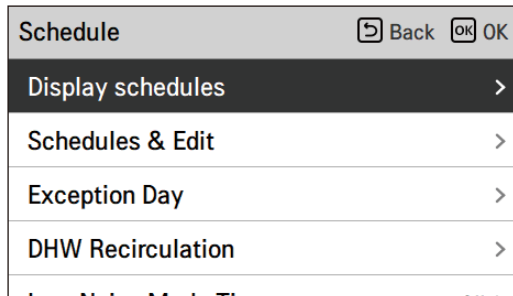 Schedule Back OK OK
Display schedules
Schedules & Edit
Exception Day
DHW Recirculation